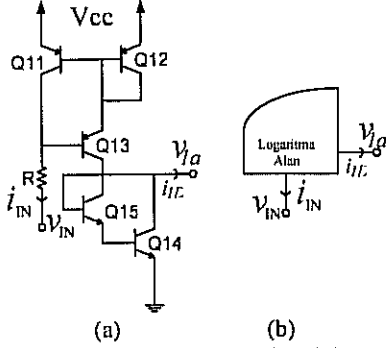 Vcc
Q11
Q12
Q13
R
Q15
Q14
i_IN
v_IN
v_la
i_IE
(a)
Logaritma
Alan
v_la
i_IE
v_IN
i_IN
(b)